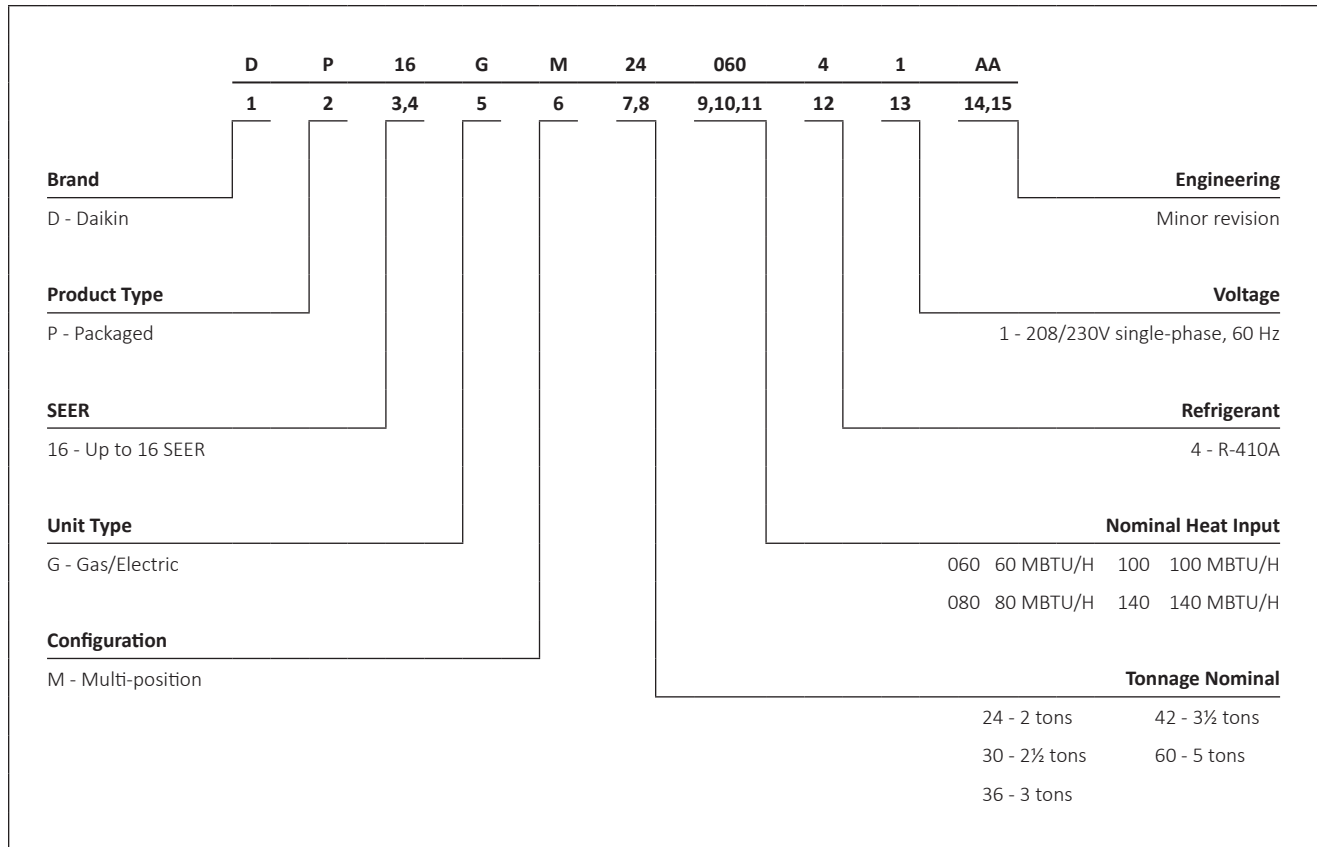 D P 16 G M 24 060 4 1 AA
1 2 3,4 5 6 7,8 9,10,11 12 13 14,15
Brand
D - Daikin
Product Type
P - Packaged
SEER
16 - Up to 16 SEER
Unit Type
G - Gas/Electric
Configuration
M - Multi-position
Engineering
Minor revision
Voltage
1 - 208/230V single-phase, 60 Hz
Refrigerant
4 - R-410A
Nominal Heat Input
060 60 MBTU/H 100 100 MBTU/H
080 80 MBTU/H 140 140 MBTU/H
Tonnage Nominal
24 - 2 tons 42 - 3½ tons
30 - 2½ tons 60 - 5 tons
36 - 3 tons